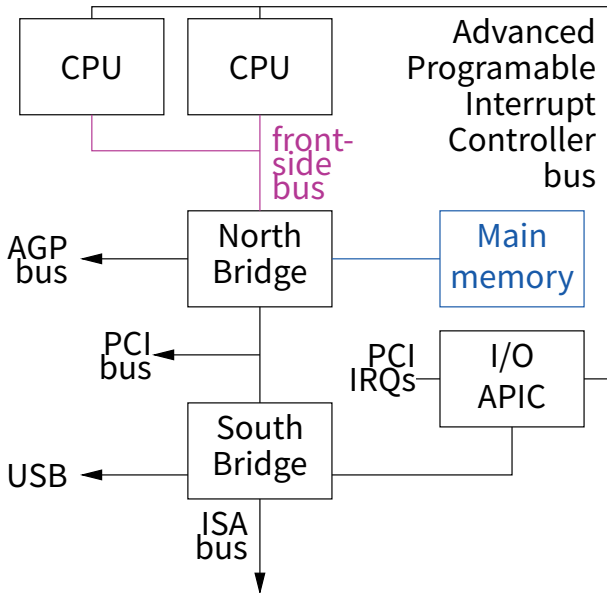 CPU
CPU
Advanced
Programable
Interrupt
Controller
bus
front-
side
bus
North
Bridge
AGP
bus
Main
memory
PCI
bus
PCI
IRQs
I/O
APIC
South
Bridge
USB
ISA
bus